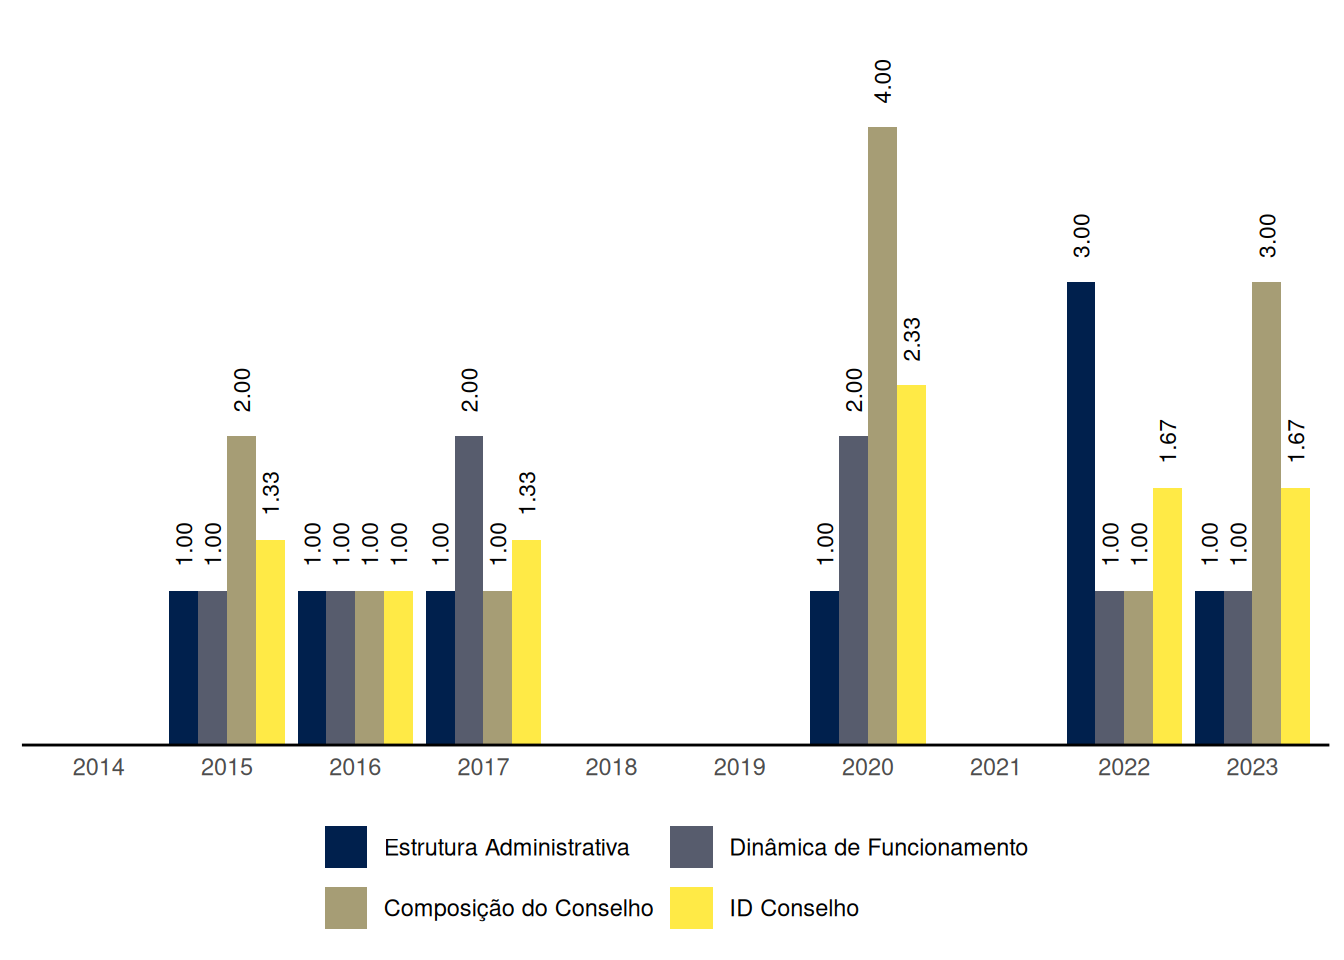 4.00
3.00 3.00
2.33
2.00 2.00 2.00
1.67 1.67
1.33 1.33
1.00 1.00 1.00 1.00 1.00 1.00 1.00 1.00 1.00 1.00 1.00 1.00 1.00
2014 2015 2016 2017 2018 2019 2020 2021 2022 2023
Estrutura Administrativa Dinâmica de Funcionamento
Composição do Conselho ID Conselho